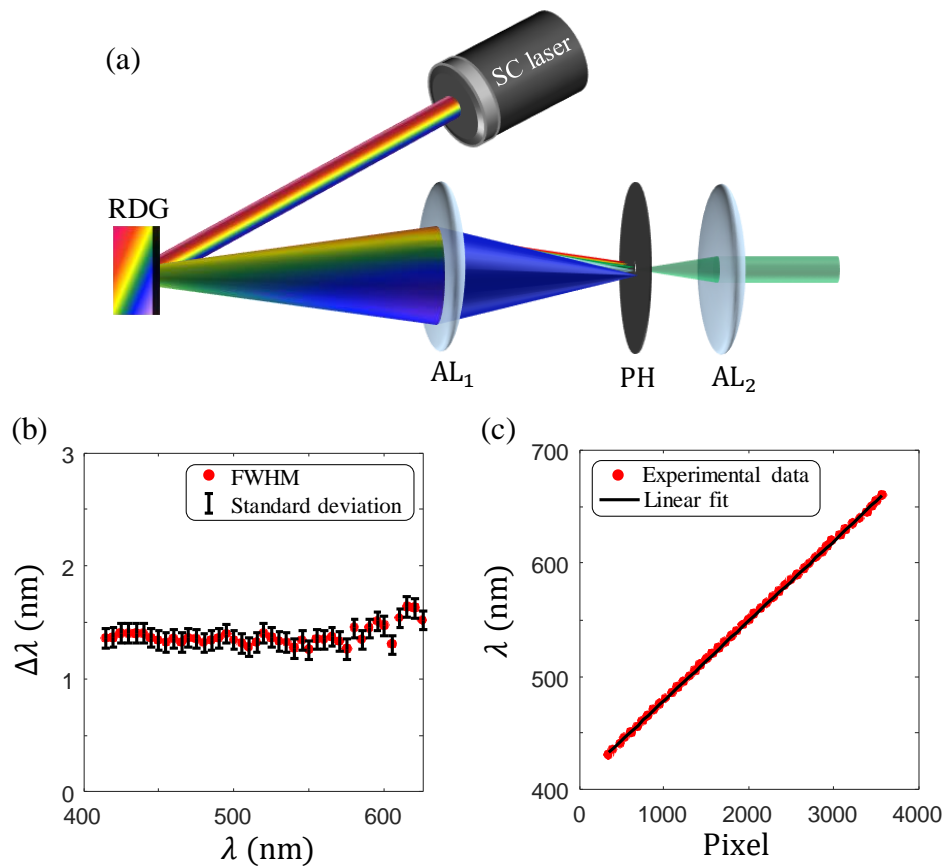 (a)
SC laser
RDG
AL₁
PH
AL₂
(b)
3
2
1
0
400
500
600
Δλ (nm)
λ (nm)
FWHM
Standard deviation
(c)
700
600
500
400
0
1000
2000
3000
4000
λ (nm)
Pixel
Experimental data
Linear fit